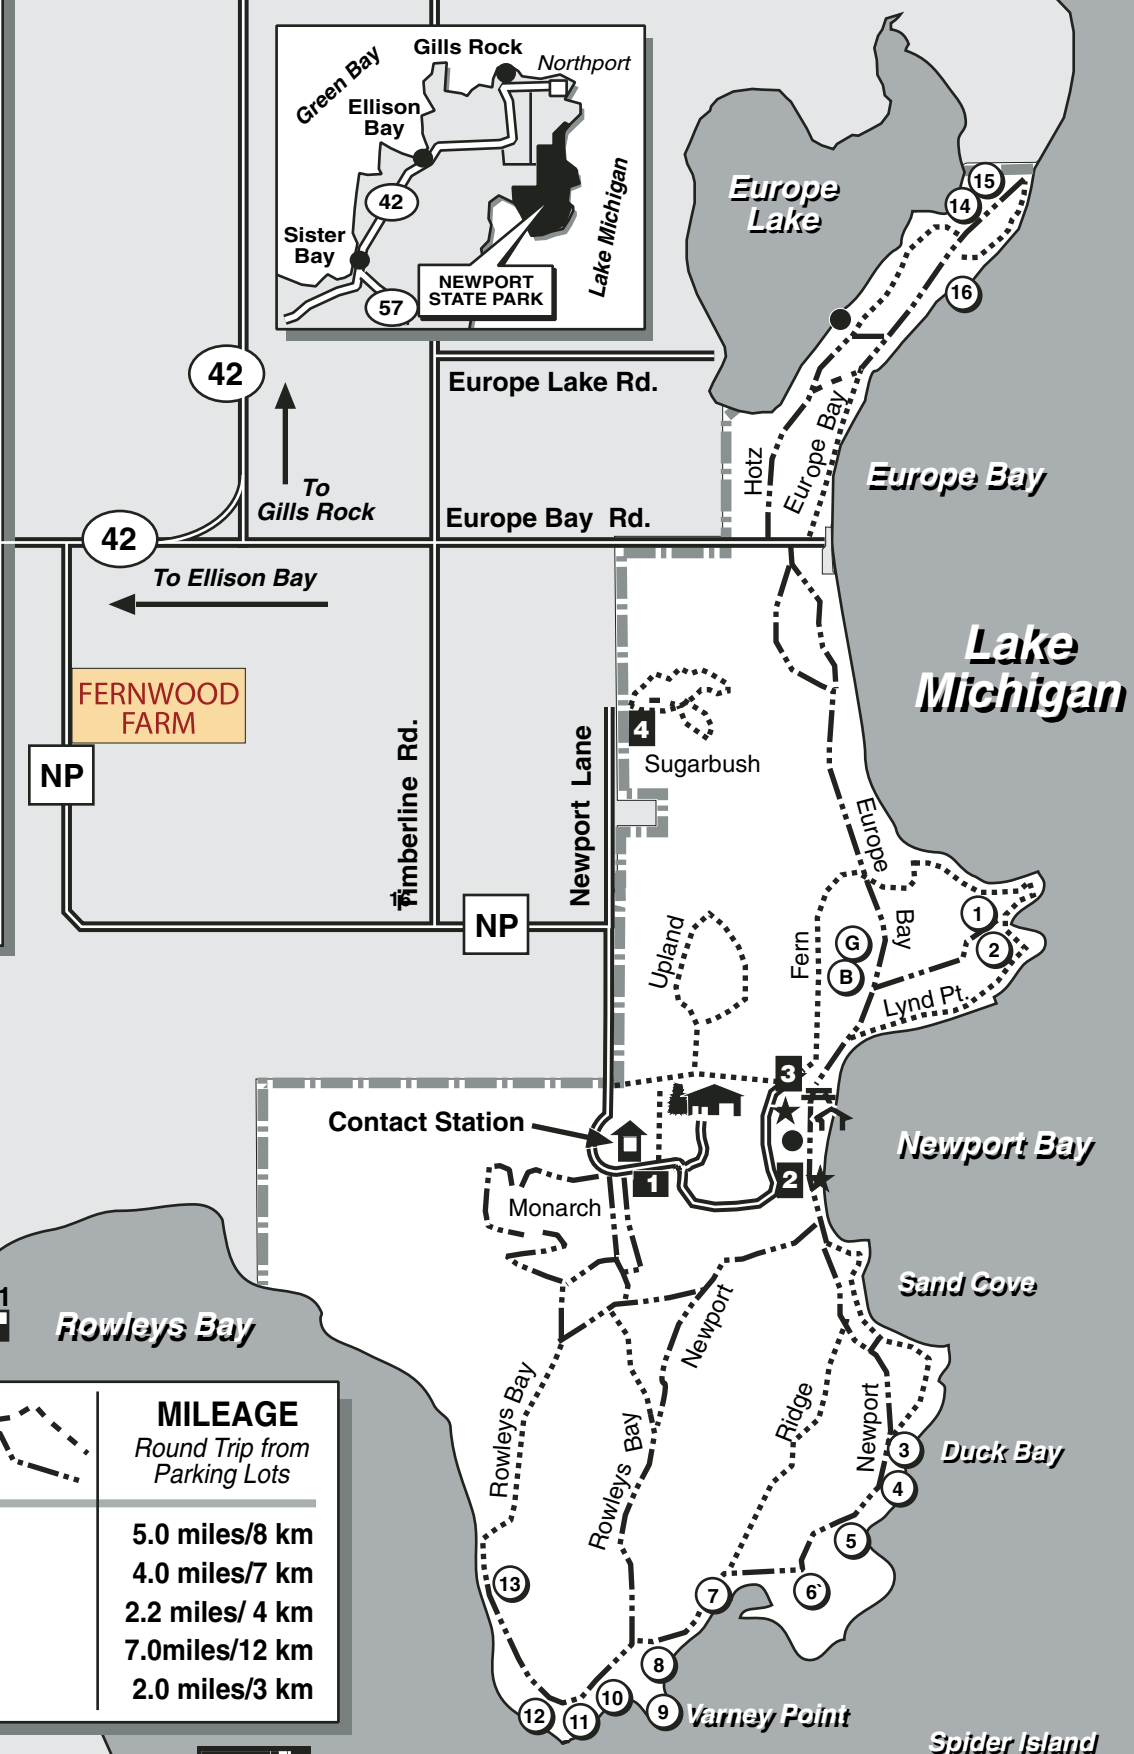 Gills Rock
Northport
Green Bay
Ellison
Bay
42
Sister
Bay
57
Lake Michigan
NEWPORT
STATE PARK
Europe
Lake
15
14
16
42
Europe Lake Rd.
To
Gills Rock
Hotz
Europe Bay
Europe Bay
42
Europe Bay Rd.
To Ellison Bay
Lake
Michigan
FERNWOOD
FARM
NP
4
Sugarbush
Timberline Rd.
16
Newport Lane
NP
Europe
Bay
Upland
Fern
G
B
1
2
Lynd Pt.
3
Contact Station
1
2
Newport Bay
Monarch
Sand Cove
1
Rowleys Bay
Newport
Rowleys Bay
Rowleys Bay
Ridge
Newport
3
Duck Bay
4
5
6`
7
13
8
9
10
11
12
Varney Point
Spider Island
MILEAGE
Round Trip from
Parking Lots
5.0 miles/8 km
4.0 miles/7 km
2.2 miles/ 4 km
7.0miles/12 km
2.0 miles/3 km